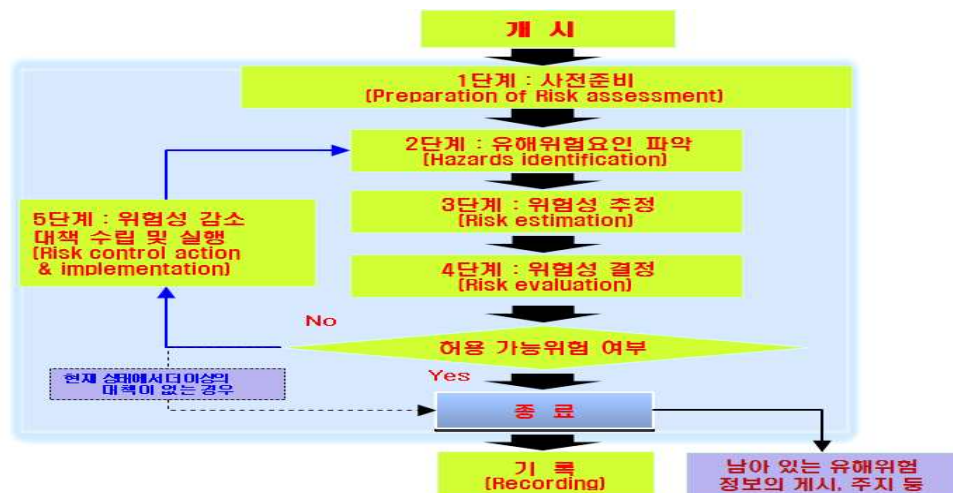 개 시
1단계 : 사전준비
(Preparation of Risk assessment)
2단계 : 유해위험요인 파악
(Hazards identification)
3단계 : 위험성 추정
(Risk estimation)
5단계 : 위험성 감소
대책 수립 및 실행
(Risk control action
& implementation)
4단계 : 위험성 결정
(Risk evaluation)
No
허용 가능위험 여부
Yes
현재 상태에서 더 이상의
대책이 없는 경우
종 료
기 록
(Recording)
남아 있는 유해위험
정보의 게시, 주지 등